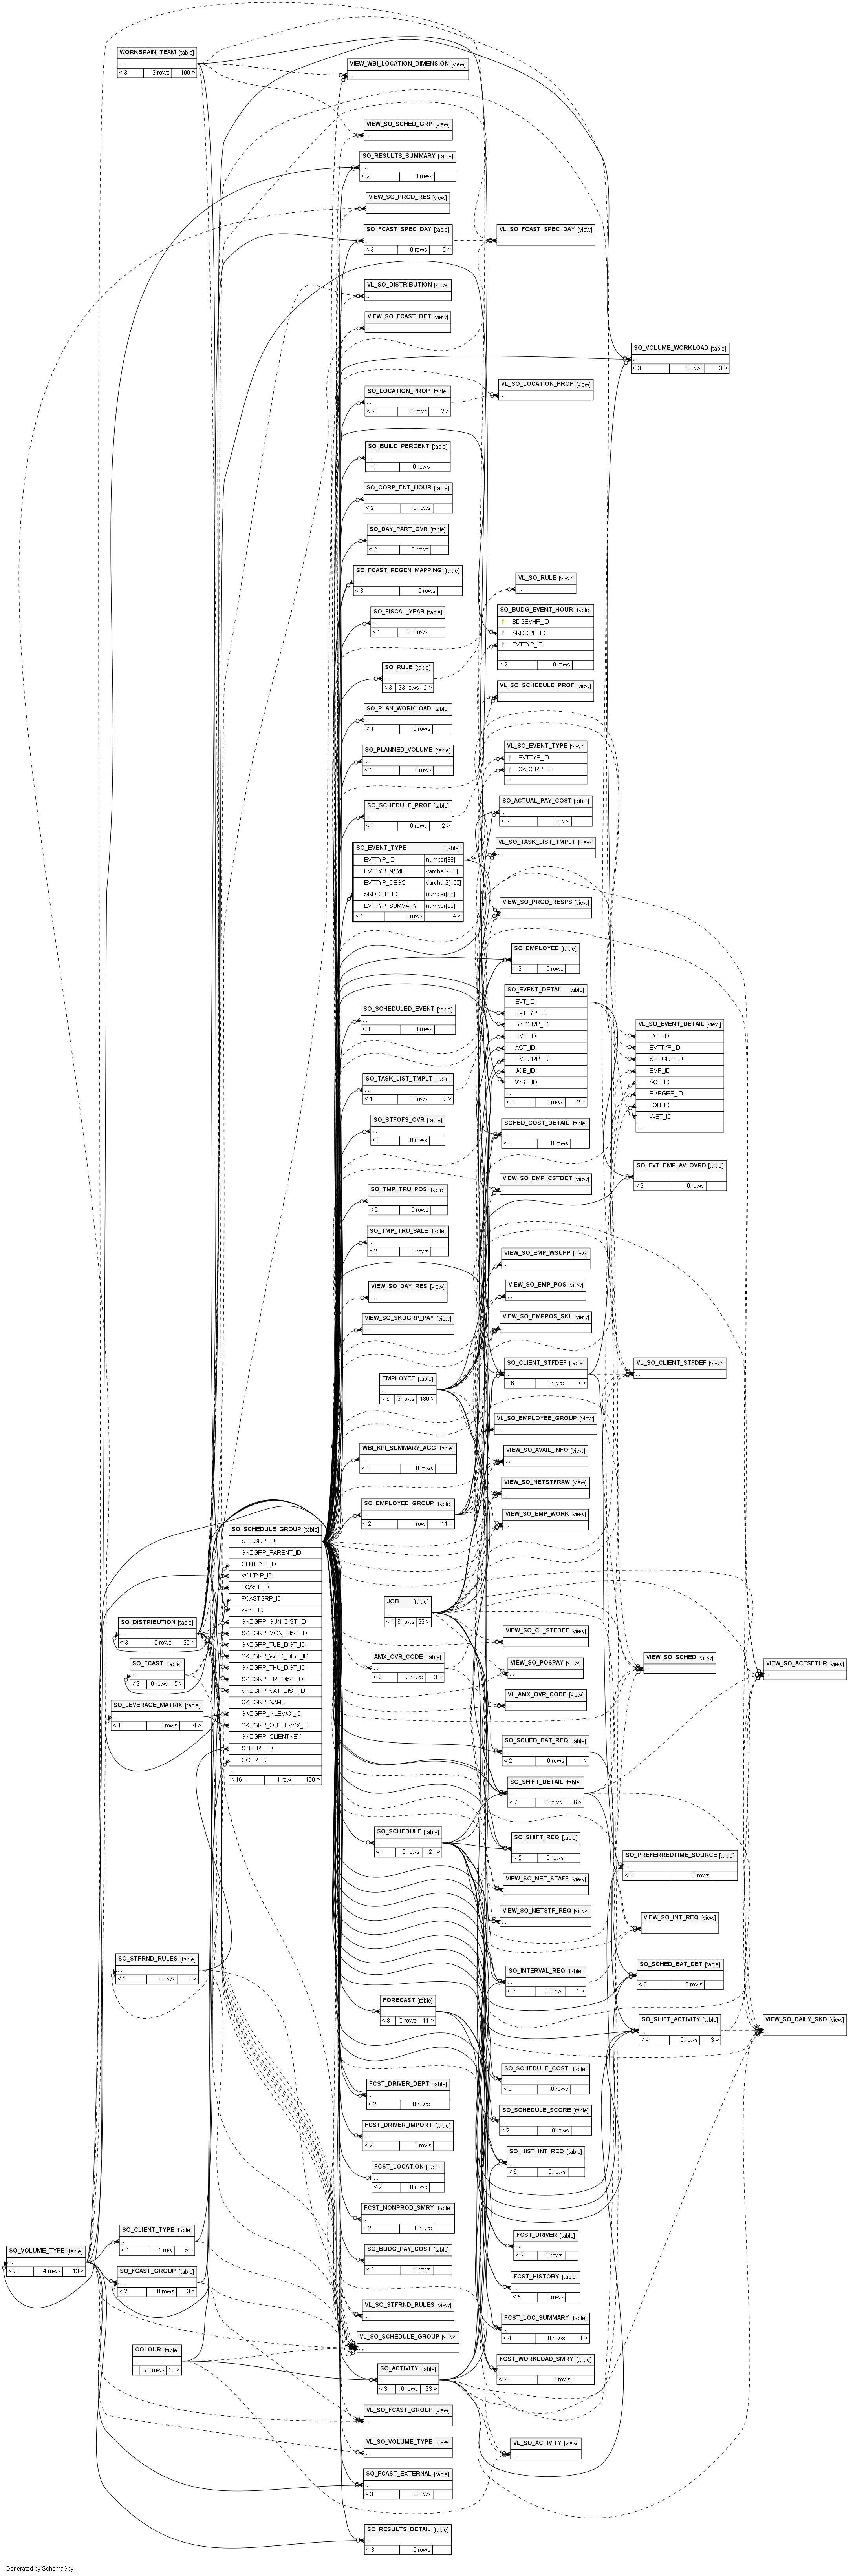 WORKBRAIN_TEAM [table]
< 3 3 rows 109 >
VIEW_WBI_LOCATION_DIMENSION [view]
...
VIEW_SO_SCHED_GRP [view]
...
SO_RESULTS_SUMMARY [table]
...
< 2 0 rows
VIEW_SO_PROD_RES [view]
...
SO_FCAST_SPEC_DAY [table]
...
< 3 0 rows 2 >
VL_SO_FCAST_SPEC_DAY [view]
...
VL_SO_DISTRIBUTION [view]
...
VIEW_SO_FCAST_DET [view]
...
SO_VOLUME_WORKLOAD [table]
...
< 3 0 rows 3 >
SO_LOCATION_PROP [table]
...
< 2 0 rows 2 >
VL_SO_LOCATION_PROP [view]
...
SO_BUILD_PERCENT [table]
...
< 1 0 rows
SO_CORP_ENT_HOUR [table]
...
< 2 0 rows
SO_DAY_PART_OVR [table]
...
< 2 0 rows
SO_FCAST_REGEN_MAPPING [table]
...
< 3 0 rows
VL_SO_RULE [view]
...
SO_FISCAL_YEAR [table]
...
< 1 29 rows
SO_BUDG_EVENT_HOUR [table]
BDGEVHR_ID
SKDGRP_ID
EVTTYP_ID
< 2 0 rows
SO_RULE [table]
...
< 3 33 rows 2 >
VL_SO_SCHEDULE_PROF [view]
...
SO_PLAN_WORKLOAD [table]
...
< 1 0 rows
SO_PLANNED_VOLUME [table]
...
< 1 0 rows
VL_SO_EVENT_TYPE [view]
EVTTYP_ID
SKDGRP_ID
...
SO_SCHEDULE_PROF [table]
...
< 1 0 rows 2 >
SO_ACTUAL_PAY_COST [table]
...
< 2 0 rows
VL_SO_TASK_LIST_TMPLT [view]
...
SO_EVENT_TYPE [table]
EVTTYP_ID number[38]
EVTTYP_NAME varchar2[40]
EVTTYP_DESC varchar2[100]
SKDGRP_ID number[38]
EVTTYP_SUMMARY number[38]
< 1 0 rows 4 >
VIEW_SO_PROD_RESPS [view]
...
SO_EMPLOYEE [table]
...
< 3 0 rows
SO_EVENT_DETAIL [table]
EVT_ID
EVTTYP_ID
SKDGRP_ID
EMP_ID
ACT_ID
EMPGRP_ID
JOB_ID
WBT_ID
...
< 7 0 rows 2 >
VL_SO_EVENT_DETAIL [view]
EVT_ID
EVTTYP_ID
SKDGRP_ID
EMP_ID
ACT_ID
EMPGRP_ID
JOB_ID
WBT_ID
...
SO_SCHEDULED_EVENT [table]
...
< 1 0 rows
SO_TASK_LIST_TMPLT [table]
...
< 1 0 rows 2 >
SO_STFOFS_OVR [table]
...
< 3 0 rows
SCHED_COST_DETAIL [table]
...
< 8 0 rows
SO_EVT_EMP_AV_OVRD [table]
...
< 2 0 rows
VIEW_SO_EMP_CSTDET [view]
...
SO_TMP_TRU_POS [table]
...
< 2 0 rows
SO_TMP_TRU_SALE [table]
...
< 2 0 rows
VIEW_SO_EMP_WSUPP [view]
...
VIEW_SO_DAY_RES [view]
...
VIEW_SO_EMP_POS [view]
...
VIEW_SO_SKDGRP_PAY [view]
...
VIEW_SO_EMPPOS_SKL [view]
...
SO_CLIENT_STFDEF [table]
...
< 6 0 rows 7 >
VL_SO_CLIENT_STFDEF [view]
...
EMPLOYEE [table]
...
< 6 3 rows 180 >
VL_SO_EMPLOYEE_GROUP [view]
...
WBI_KPI_SUMMARY_AGG [table]
...
< 1 0 rows
VIEW_SO_AVAIL_INFO [view]
...
VIEW_SO_NETSTFRAW [view]
...
SO_EMPLOYEE_GROUP [table]
...
< 2 1 row 11 >
VIEW_SO_EMP_WORK [view]
...
SO_SCHEDULE_GROUP [table]
SKDGRP_ID
SKDGRP_PARENT_ID
CLNTTYP_ID
VOLTYP_ID
FCAST_ID
FCASTGRP_ID
WBT_ID
SKDGRP_SUN_DIST_ID
SKDGRP_MON_DIST_ID
SKDGRP_TUE_DIST_ID
SKDGRP_WED_DIST_ID
SKDGRP_THU_DIST_ID
SKDGRP_FRI_DIST_ID
SKDGRP_SAT_DIST_ID
SKDGRP_NAME
SKDGRP_INLEVMX_ID
SKDGRP_OUTLEVMX_ID
SKDGRP_CLIENTKEY
STFRRL_ID
COLR_ID
...
< 16 1 row 100 >
JOB [table]
...
< 1 6 rows 93 >
SO_DISTRIBUTION [table]
...
< 3 5 rows 32 >
VIEW_SO_CL_STFDEF [view]
...
SO_FCAST [table]
...
< 3 0 rows 5 >
AMX_OVR_CODE [table]
...
< 2 2 rows 3 >
VIEW_SO_POSPAY [view]
...
VIEW_SO_SCHED [view]
...
VIEW_SO_ACTSFTHR [view]
...
VL_AMX_OVR_CODE [view]
...
SO_LEVERAGE_MATRIX [table]
...
< 1 0 rows 4 >
SO_SCHED_BAT_REQ [table]
...
< 2 0 rows 1 >
SO_SHIFT_DETAIL [table]
...
< 7 0 rows 6 >
SO_SCHEDULE [table]
...
< 1 0 rows 21 >
SO_SHIFT_REQ [table]
...
< 5 0 rows
SO_PREFERREDTIME_SOURCE [table]
...
< 2 0 rows
VIEW_SO_NET_STAFF [view]
...
VIEW_SO_NETSTF_REQ [view]
...
VIEW_SO_INT_REQ [view]
...
SO_STFRND_RULES [table]
...
< 1 0 rows 3 >
SO_INTERVAL_REQ [table]
...
< 6 0 rows 1 >
SO_SCHED_BAT_DET [table]
...
< 3 0 rows
FORECAST [table]
...
< 8 0 rows 11 >
SO_SHIFT_ACTIVITY [table]
...
< 4 0 rows 3 >
VIEW_SO_DAILY_SKD [view]
...
SO_SCHEDULE_COST [table]
...
< 2 0 rows
FCST_DRIVER_DEPT [table]
...
< 2 0 rows
SO_SCHEDULE_SCORE [table]
...
< 2 0 rows
FCST_DRIVER_IMPORT [table]
...
< 2 0 rows
SO_HIST_INT_REQ [table]
...
< 6 0 rows
FCST_LOCATION [table]
...
< 2 0 rows
FCST_NONPROD_SMRY [table]
...
< 2 0 rows
SO_CLIENT_TYPE [table]
...
< 1 1 row 5 >
FCST_DRIVER [table]
...
< 2 0 rows
SO_VOLUME_TYPE [table]
...
< 2 4 rows 13 >
SO_BUDG_PAY_COST [table]
...
< 1 0 rows
SO_FCAST_GROUP [table]
...
< 2 0 rows 3 >
FCST_HISTORY [table]
...
< 5 0 rows
VL_SO_STFRND_RULES [view]
...
FCST_LOC_SUMMARY [table]
...
< 4 0 rows 1 >
VL_SO_SCHEDULE_GROUP [view]
...
COLOUR [table]
...
179 rows 18 >
FCST_WORKLOAD_SMRY [table]
...
< 2 0 rows
SO_ACTIVITY [table]
...
< 3 6 rows 33 >
VL_SO_FCAST_GROUP [view]
...
VL_SO_VOLUME_TYPE [view]
...
VL_SO_ACTIVITY [view]
...
SO_FCAST_EXTERNAL [table]
...
< 3 0 rows
SO_RESULTS_DETAIL [table]
...
< 3 0 rows
Generated by SchemaSpy